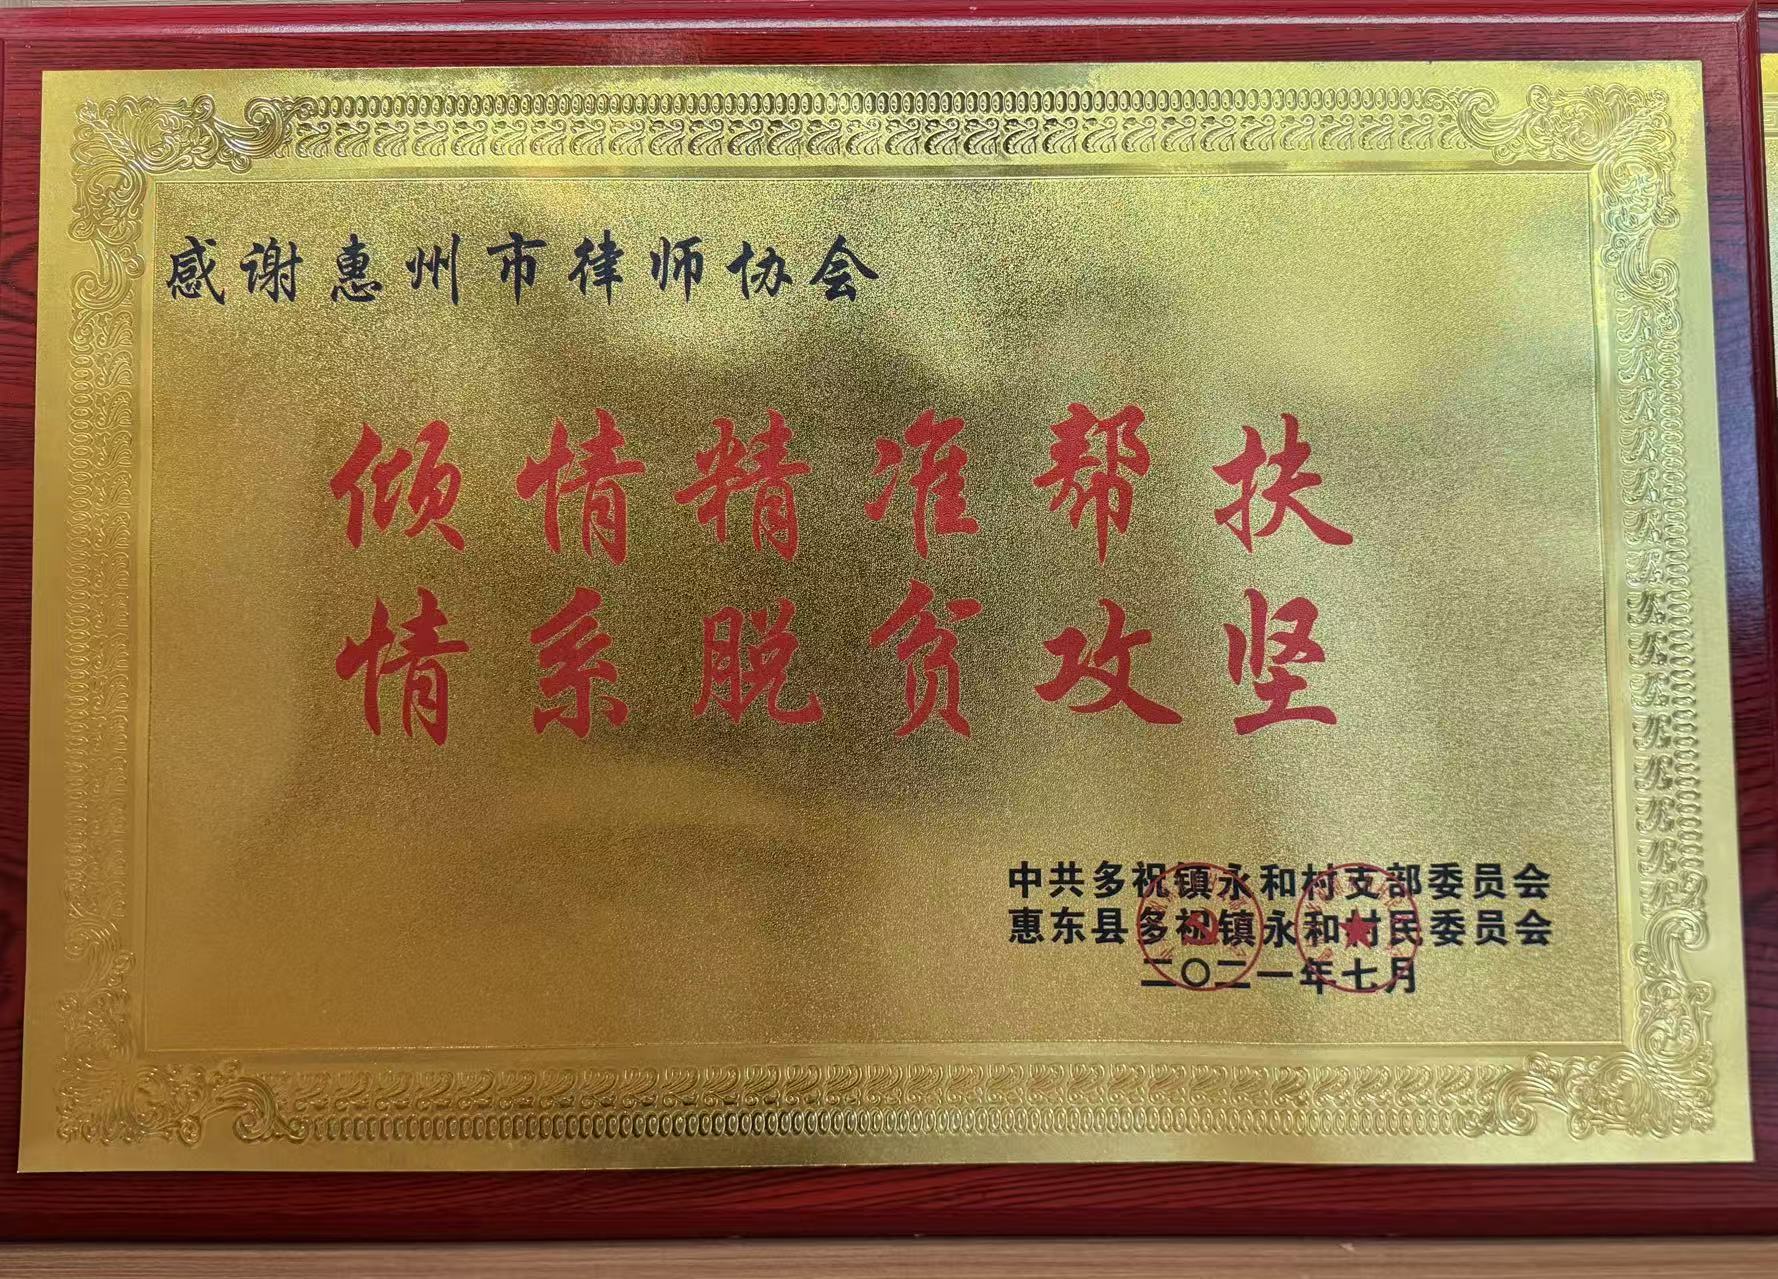 感谢惠州市律师协会
倾情精准帮扶
情系脱贫攻坚
中共多祝镇永和村支部委员会
惠东县多祝镇永和村民委员会
二〇二一年七月